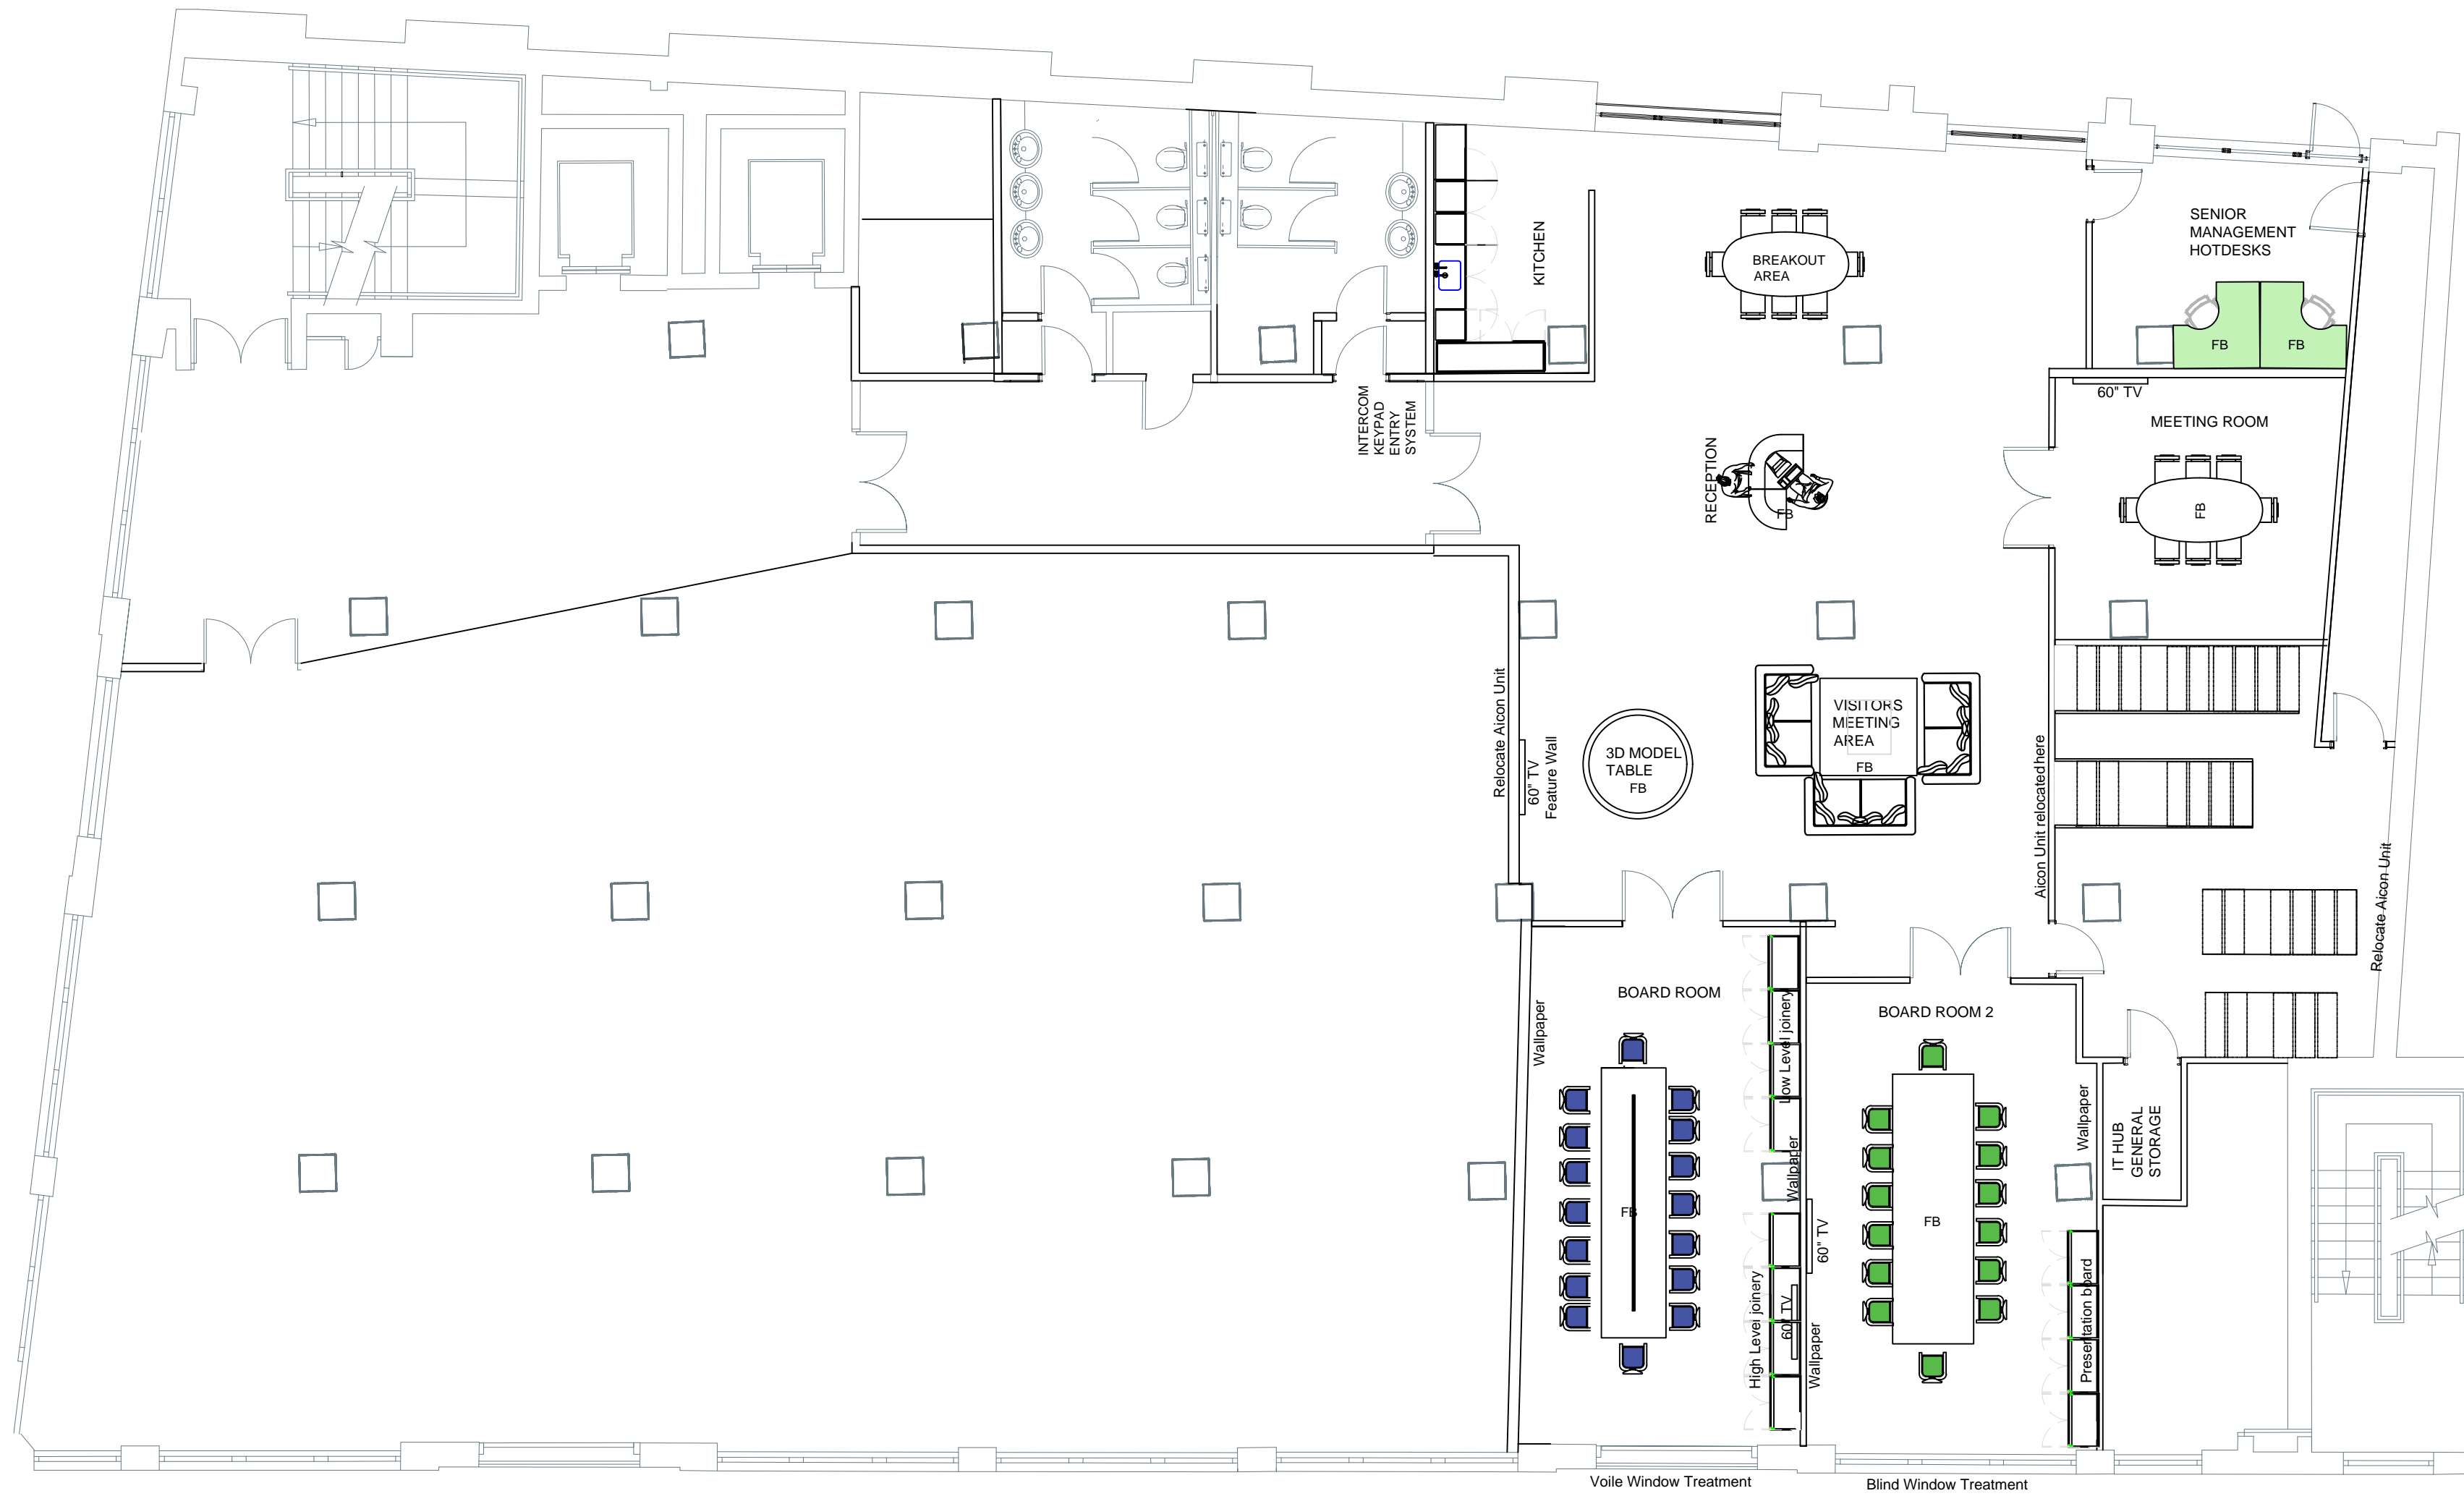 SENIOR
MANAGEMENT
HOTDESKS
KITCHEN
BREAKOUT
AREA
FB
FB
60" TV
INTERCOM
KEYPAD
ENTRY
SYSTEM
MEETING ROOM
RECEPTION
FB
FB
Relocate Aicon Unit
60" TV
Feature Wall
3D MODEL
TABLE
FB
VISITORS
MEETING
AREA
FB
Aicon Unit relocated here
Relocate Aicon Unit
BOARD ROOM
Wallpaper
Low Level joinery
BOARD ROOM 2
Wallpaper
Wallpaper
IT HUB
GENERAL
STORAGE
FB
FB
60" TV
High Level joinery
60" TV
Wallpaper
Presentation board
Voile Window Treatment
Blind Window Treatment